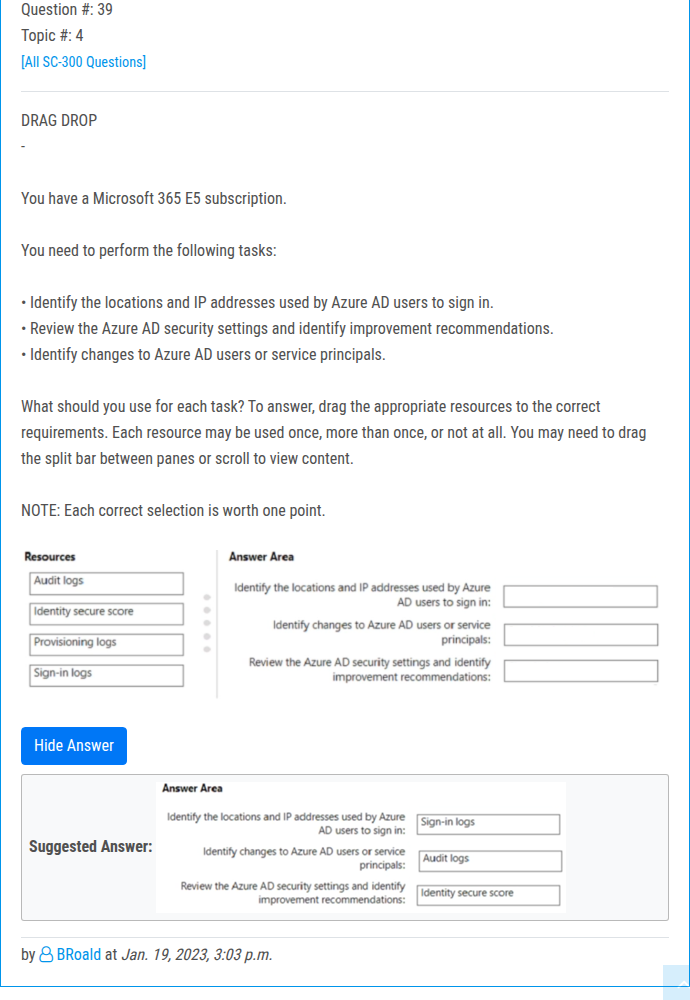 Question #: 39
Topic #: 4
[All SC-300 Questions]
DRAG DROP
-
You have a Microsoft 365 E5 subscription.
You need to perform the following tasks:
• Identify the locations and IP addresses used by Azure AD users to sign in.
• Review the Azure AD security settings and identify improvement recommendations.
• Identify changes to Azure AD users or service principals.
What should you use for each task? To answer, drag the appropriate resources to the correct
requirements. Each resource may be used once, more than once, or not at all. You may need to drag
the split bar between panes or scroll to view content.
NOTE: Each correct selection is worth one point.
Resources
Audit logs
Identity secure score
Provisioning logs
Sign-in logs
Answer Area
Identify the locations and IP addresses used by Azure
AD users to sign in:
Identify changes to Azure AD users or service
principals:
Review the Azure AD security settings and identify
improvement recommendations:
Hide Answer
Suggested Answer:
Answer Area
Identify the locations and IP addresses used by Azure
AD users to sign in:
Sign-in logs
Identify changes to Azure AD users or service
principals:
Audit logs
Review the Azure AD security settings and identify
improvement recommendations:
Identity secure score
by BRoald at Jan. 19, 2023, 3:03 p.m.